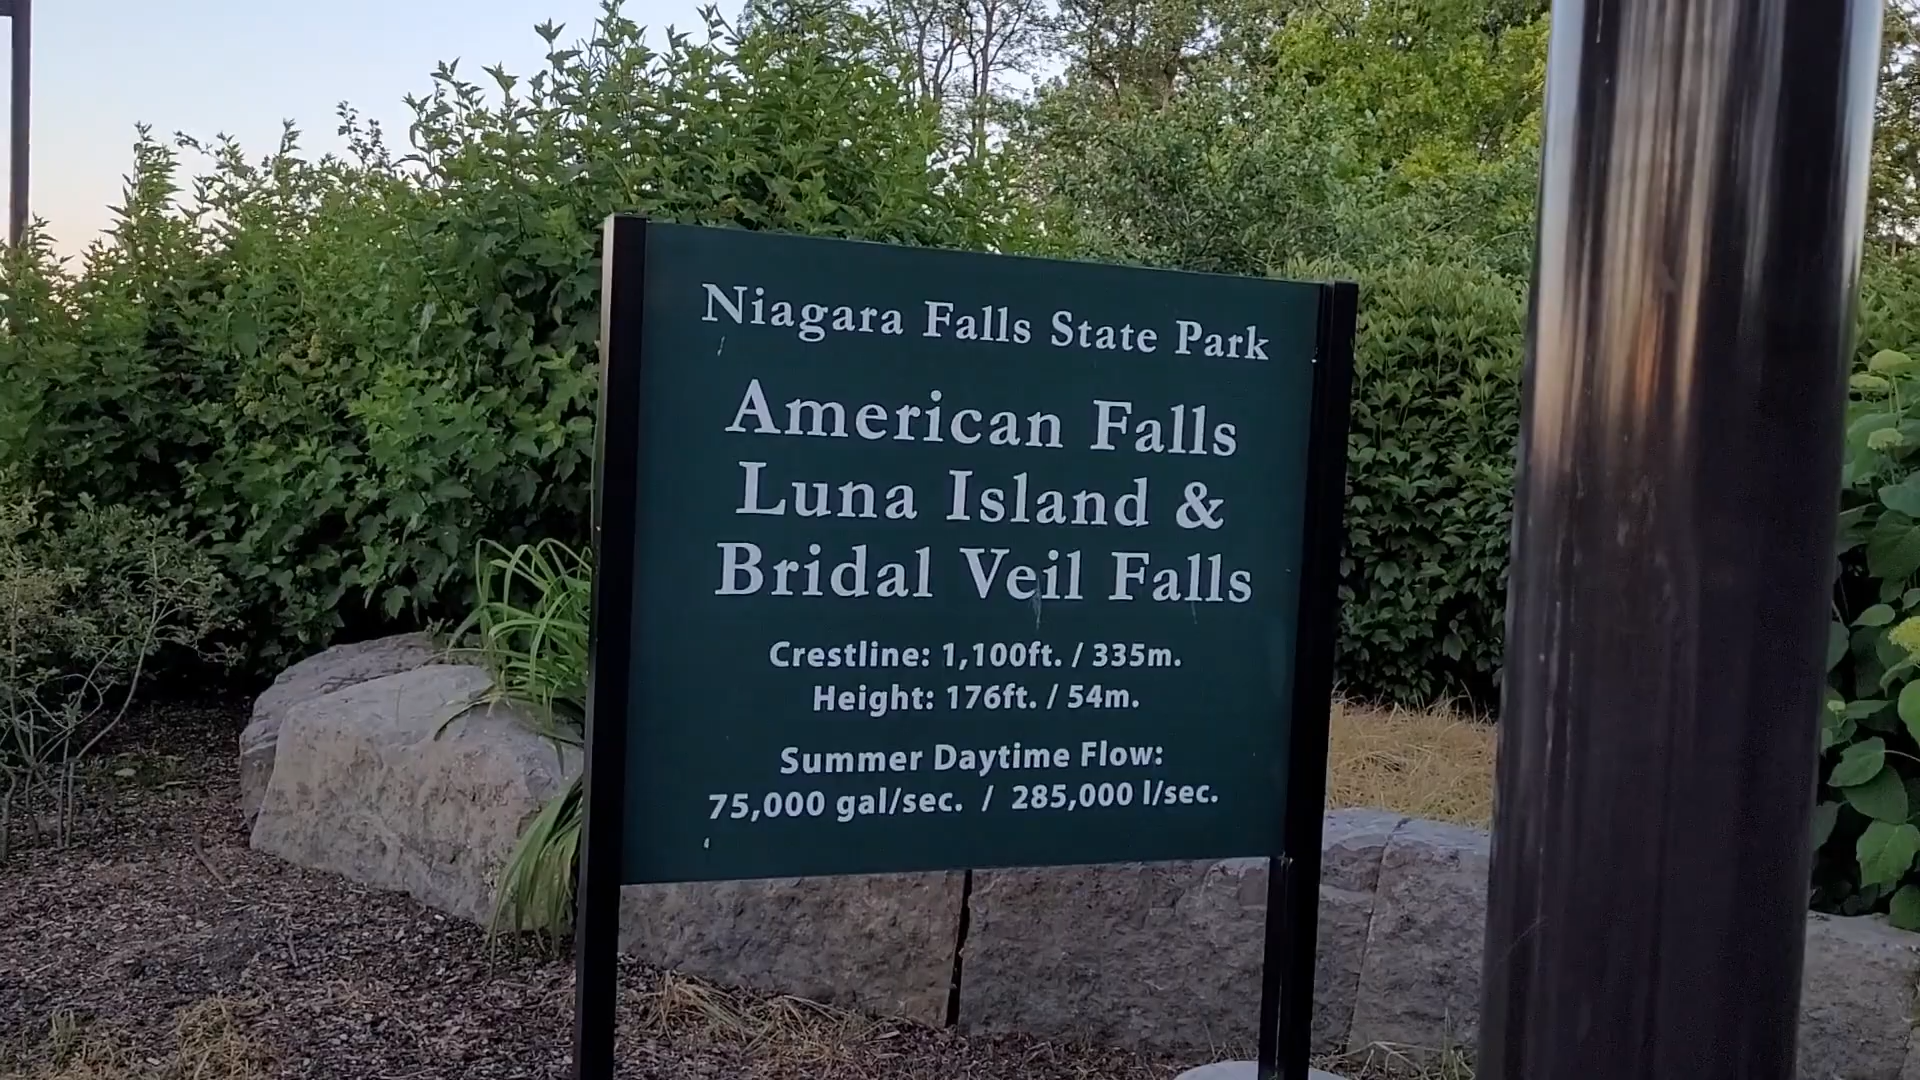 Niagara Falls State Park
American Falls
Luna Island &
Bridal Veil Falls
Crestline: 1,100ft. / 335m.
Height: 176ft. / 54m.
Summer Daytime Flow:
75,000 gal/sec. / 285,000 l/sec.